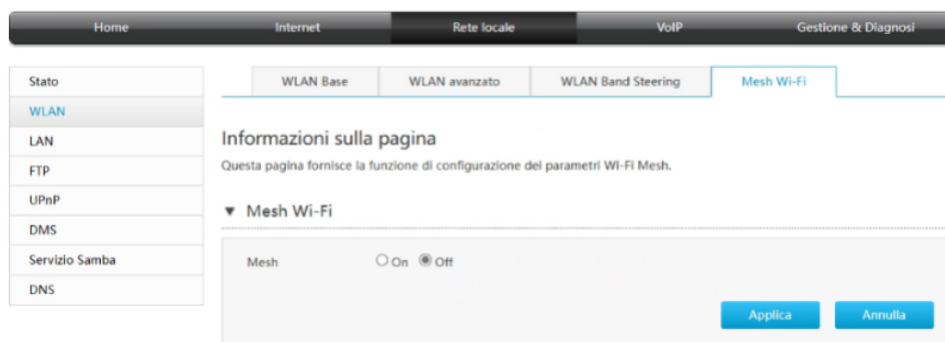 Home Internet Rete locale VoIP Gestione & Diagnosi
Stato
WLAN
LAN
FTP
UPnP
DMS
Servizio Samba
DNS
WLAN Base WLAN avanzato WLAN Band Steering Mesh Wi-Fi
Informazioni sulla pagina
Questa pagina fornisce la funzione di configurazione dei parametri Wi-Fi Mesh.
Mesh Wi-Fi
Mesh On Off
Applica Annulla